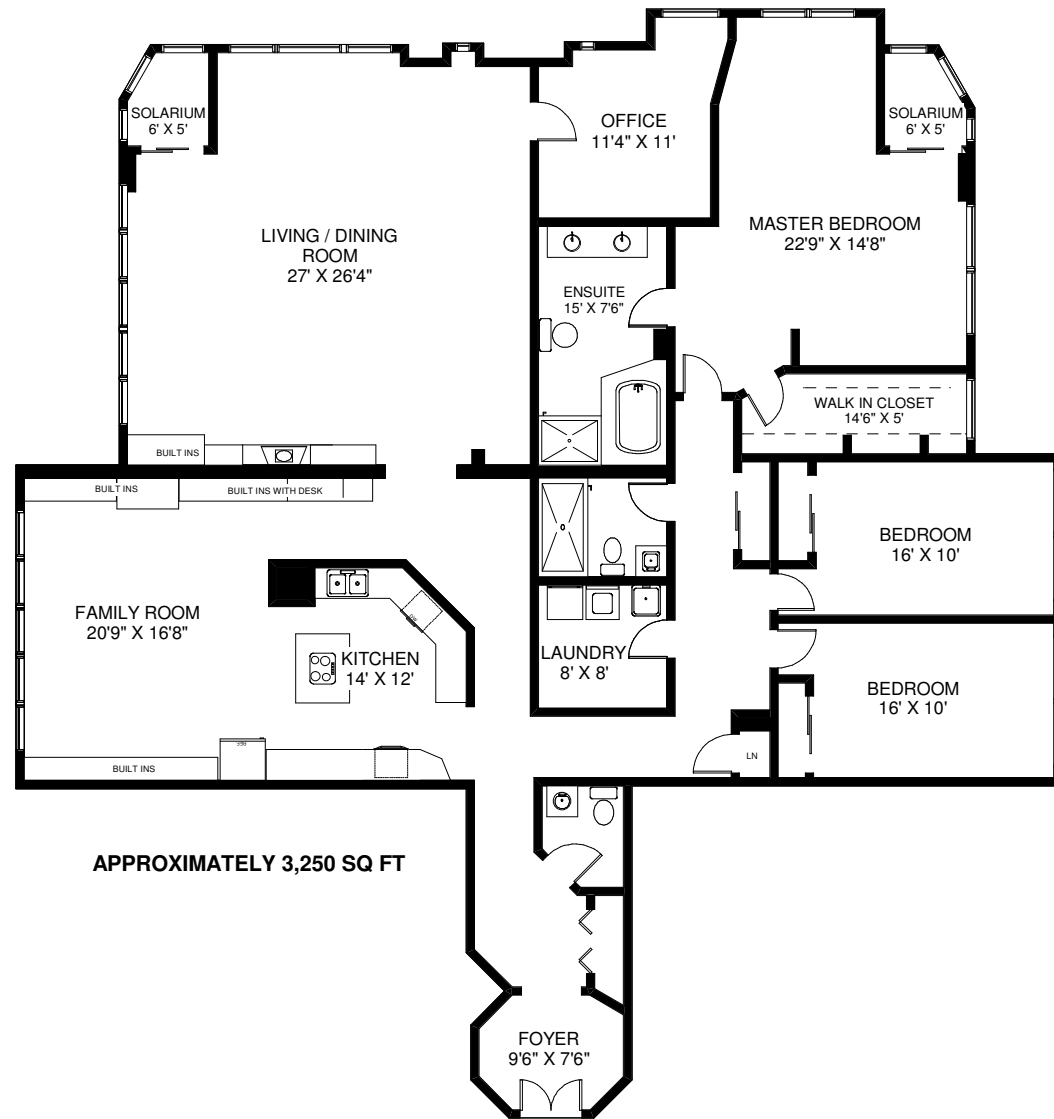 SOLARIUM
6' X 5'
OFFICE
11'4" X 11'
SOLARIUM
6' X 5'
LIVING / DINING
ROOM
27' X 26'4"
MASTER BEDROOM
22'9" X 14'8"
ENSUITE
15' X 7'6"
WALK IN CLOSET
14'6" X 5'
BUILT INS
BUILT INS
BUILT INS WITH DESK
BEDROOM
16' X 10'
FAMILY ROOM
20'9" X 16'8"
KITCHEN
14' X 12'
LAUNDRY
8' X 8'
BEDROOM
16' X 10'
REF
BUILT INS
LN
APPROXIMATELY 3,250 SQ FT
FOYER
9'6" X 7'6"